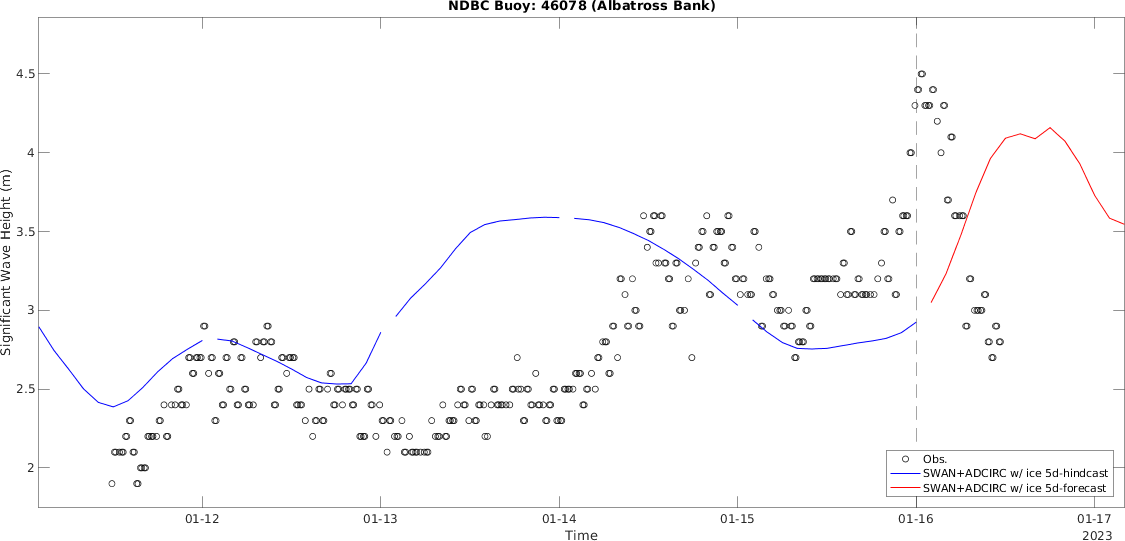 NDBC Buoy: 46078 (Albatross Bank)
Significant Wave Height (m)
4.5
4
3.5
3
2.5
2
Obs.
SWAN+ADCIRC w/ ice 5d-hindcast
SWAN+ADCIRC w/ ice 5d-forecast
01-12
01-13
01-14
01-15
01-16
01-17
Time
2023